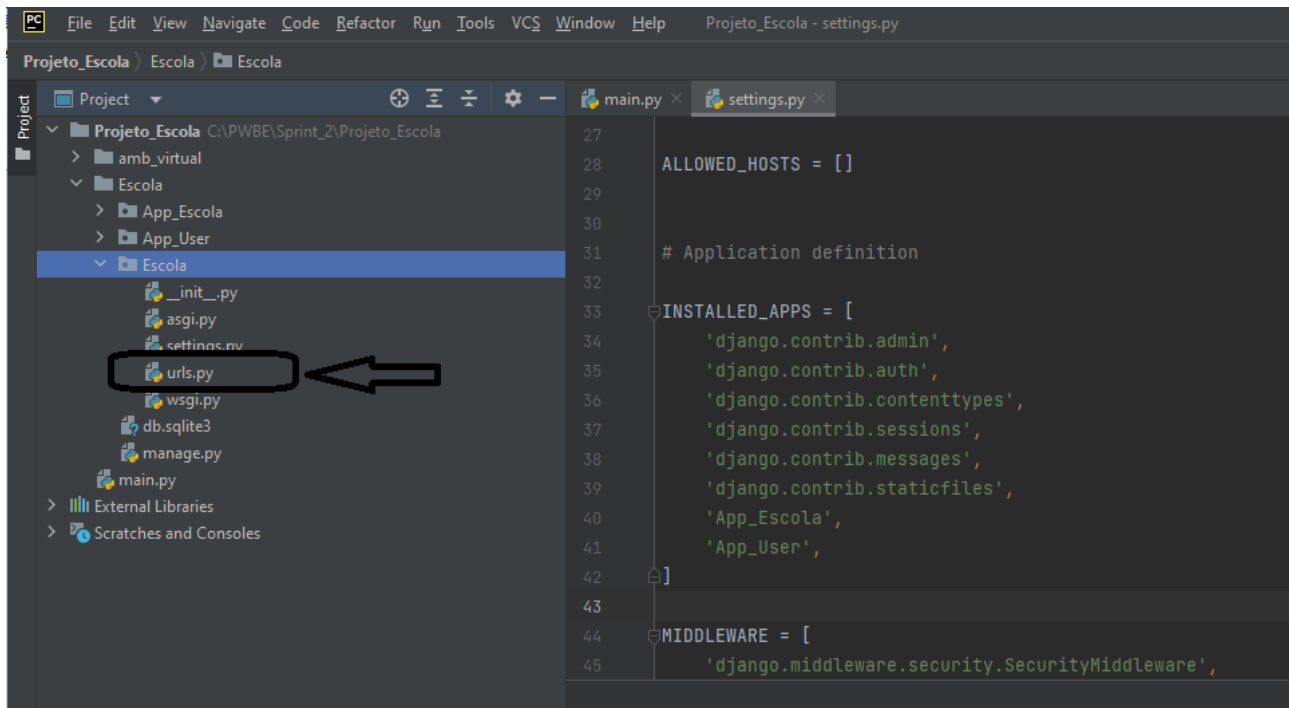 PC File Edit View Navigate Code Refactor Run Tools VCS Window Help Projeto_Escola - settings.py
Projeto_Escola Escola Escola
Project
Project
main.py
settings.py
Projeto_Escola C:\PWBE\Sprint_2\Projeto_Escola
amb_virtual
Escola
App_Escola
App_User
Escola
__init__.py
asgi.py
settings.py
urls.py
wsgi.py
db.sqlite3
manage.py
main.py
External Libraries
Scratches and Consoles
27
28 ALLOWED_HOSTS = []
29
30
31 # Application definition
32
33 INSTALLED_APPS = [
34 'django.contrib.admin',
35 'django.contrib.auth',
36 'django.contrib.contenttypes',
37 'django.contrib.sessions',
38 'django.contrib.messages',
39 'django.contrib.staticfiles',
40 'App_Escola',
41 'App_User',
42 ]
43
44 MIDDLEWARE = [
45 'django.middleware.security.SecurityMiddleware',